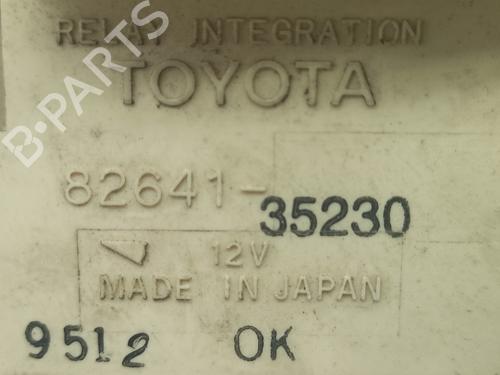 RELAY INTEGRATION
TOYOTA
B-PARTS
82641-35230
12V
MADE IN JAPAN
9512 OK